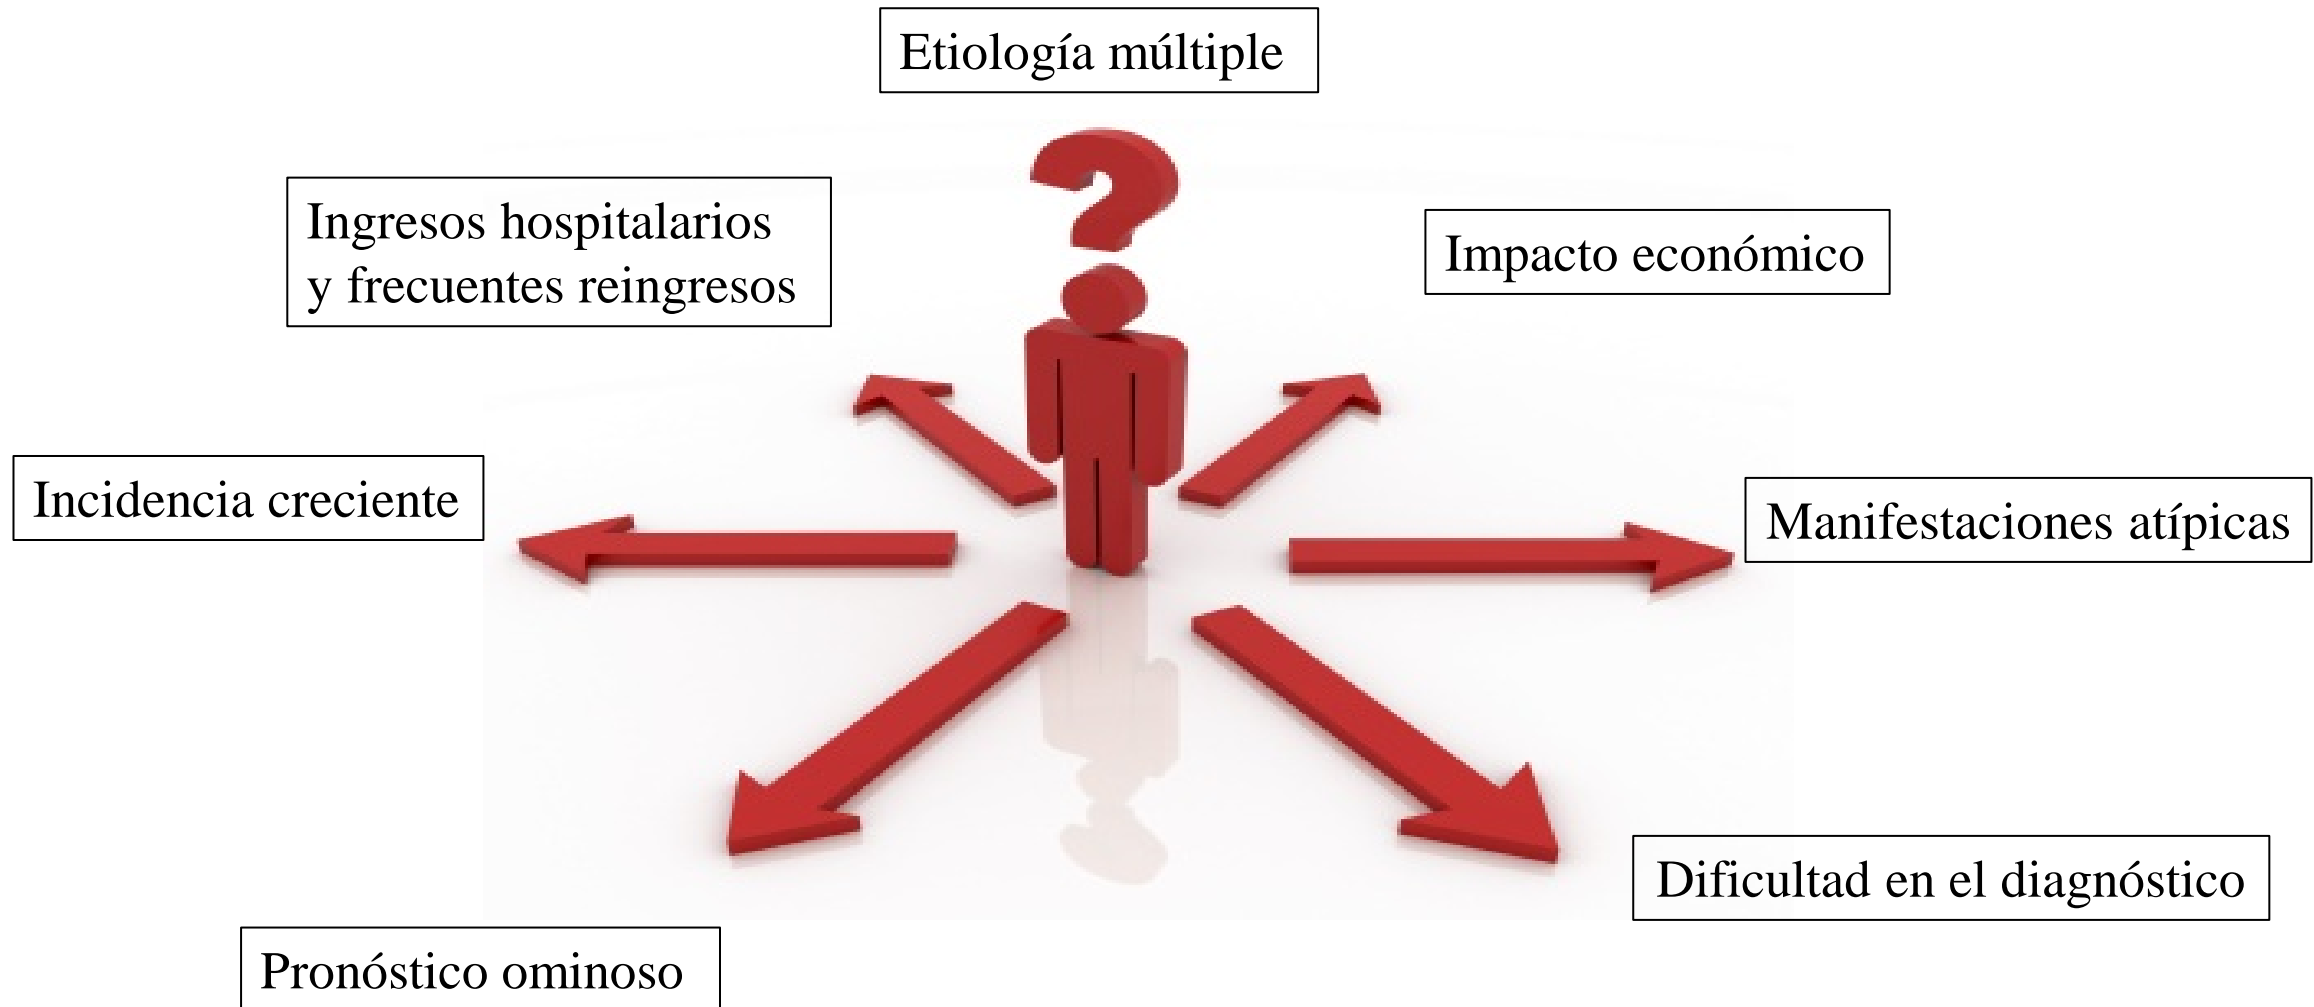 Etiología múltiple
?
Ingresos hospitalarios
y frecuentes reingresos
Impacto económico
Incidencia creciente
Manifestaciones atípicas
Dificultad en el diagnóstico
Pronóstico ominoso